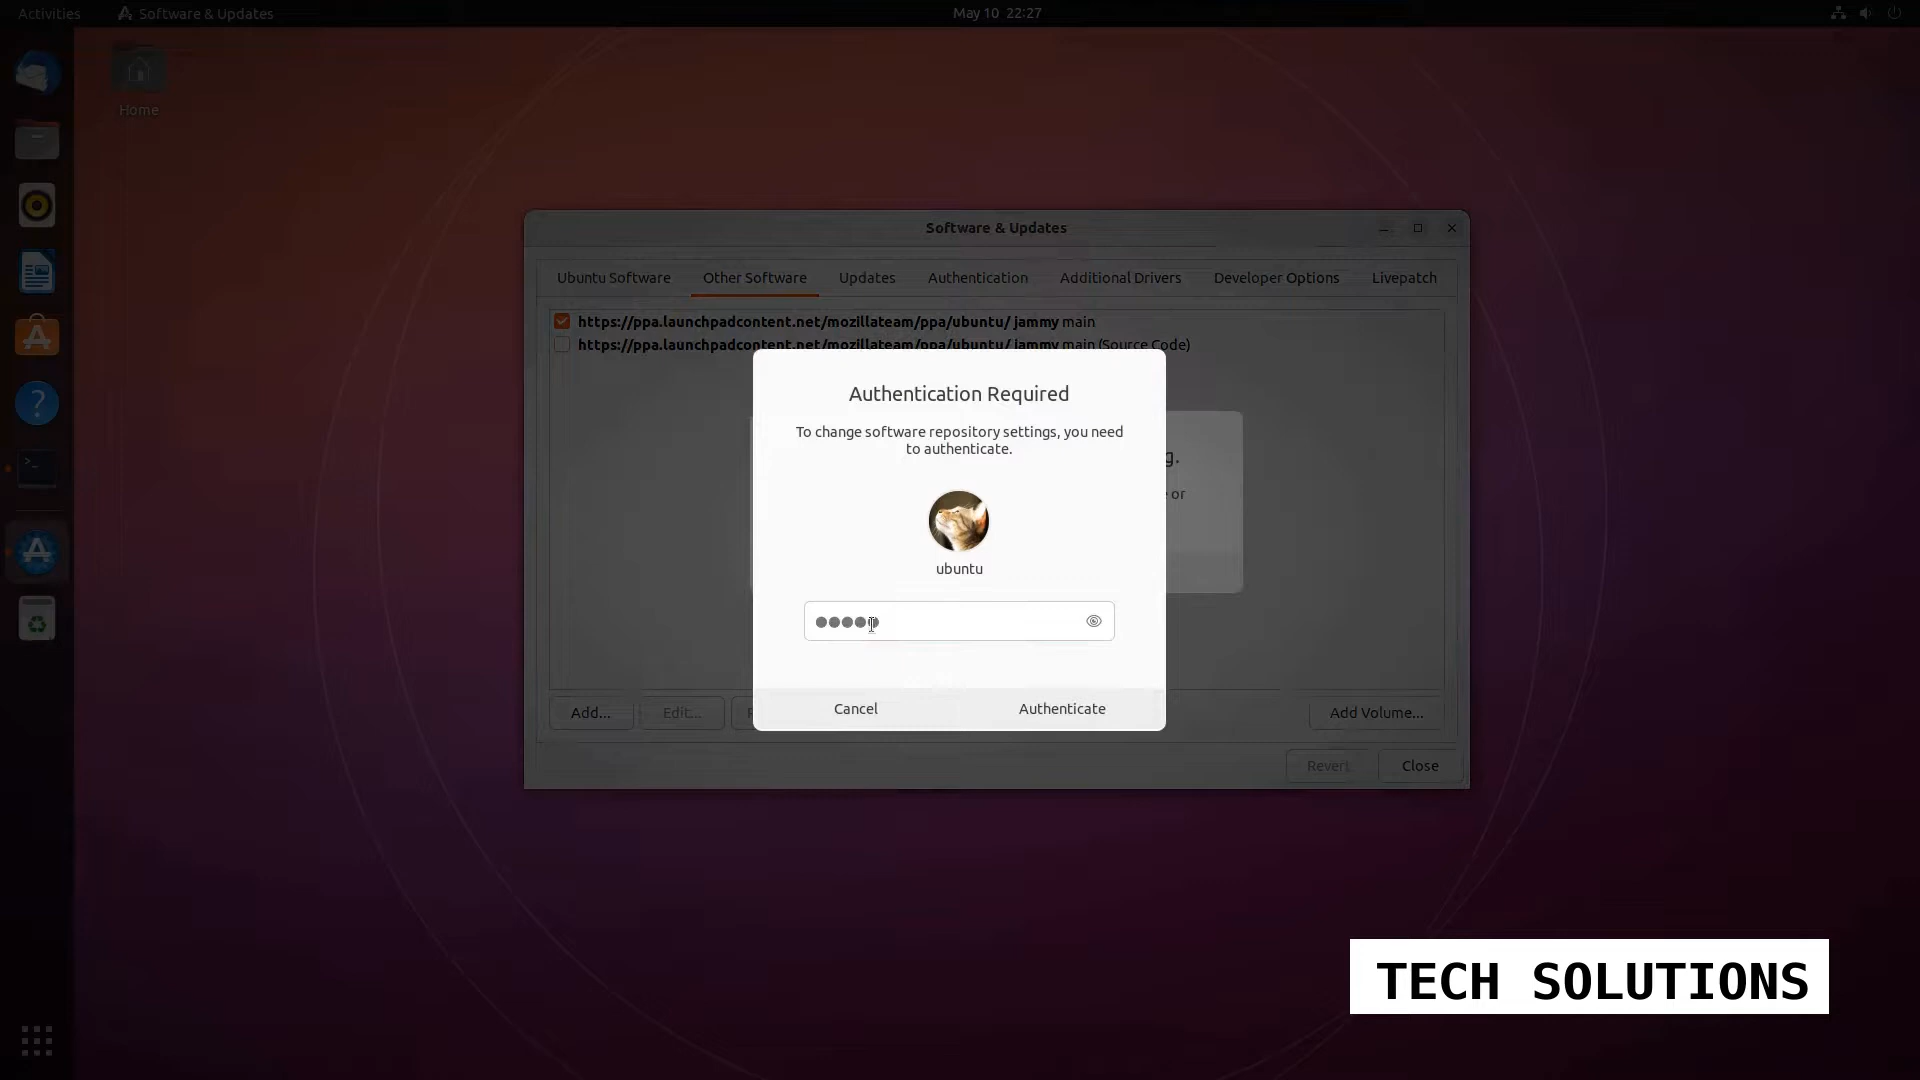 Activities
Software & Updates
May 10 22:27
Home
Software & Updates
Ubuntu Software
Other Software
Updates
Authentication
Additional Drivers
Developer Options
Livepatch
https://ppa.launchpadcontent.net/mozillateam/ppa/ubuntu/ jammy main
https://ppa.launchpadcontent.net/mozillateam/ppa/ubuntu/ jammy main (Source Code)
Authentication Required
To change software repository settings, you need
to authenticate.
g.
or
ubuntu
Cancel
Authenticate
Add...
Edit...
Add Volume...
Revert
Close
TECH SOLUTIONS